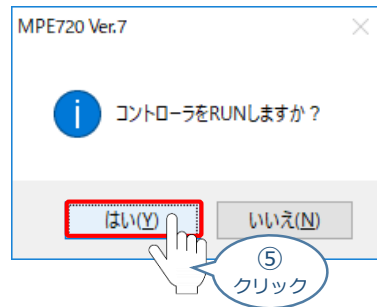 MPE720 Ver.7
コントローラをRUNしますか？
はい(Y)
いいえ(N)
⑤
クリック